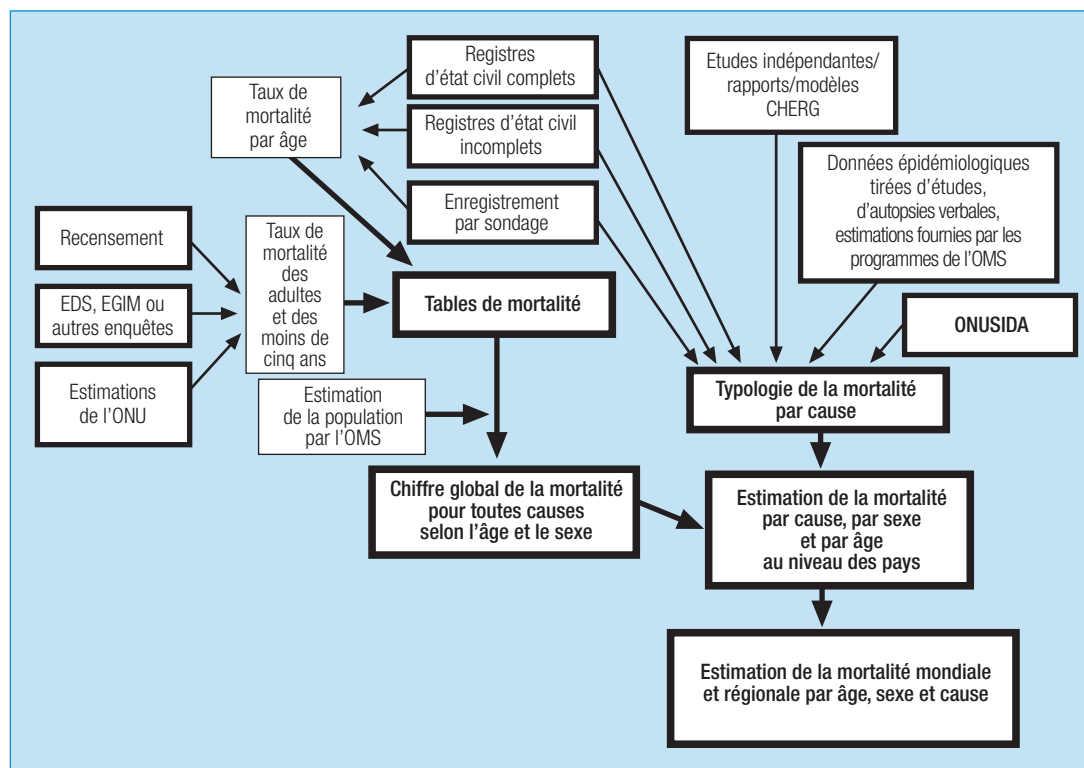 Registres
d'état civil complets
Etudes indépendantes/
rapports/modèles
CHERG
Taux de
mortalité
par âge
Registres d'état civil
incomplets
Données épidémiologiques
tirées d'études,
d'autopsies verbales,
estimations fournies par les
programmes de l'OMS
Enregistrement
par sondage
Recensement
Taux de
mortalité
des
adultes
et des
moins de
cinq ans
EDS, EGIM ou
autres enquêtes
Tables de mortalité
ONUSIDA
Estimations
de l'ONU
Estimation
de la population
par l'OMS
Typologie de la mortalité
par cause
Chiffre global de la mortalité
pour toutes causes
selon l'âge et le sexe
Estimation de la mortalité
par cause, par sexe
et par âge
au niveau des pays
Estimation de la mortalité mondiale
et régionale par âge, sexe et cause